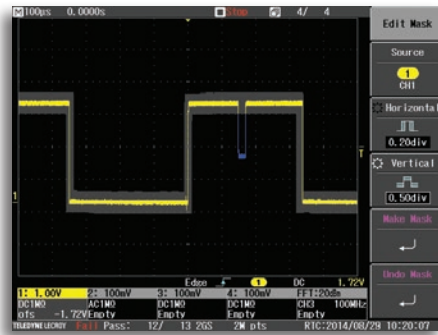 M 100µs 0.0000s Stop 4/ 4
Edit Mask
Source
1
CH1
Horizontal
0.20div
Vertical
0.50div
Make Mask
Undo Mask
T
1
Edge 1 DC 1.72V
1: 1.00V 2: 100mV 3: 100mV 4: 100mV FFT:20dB
DC1MΩ AC1MΩ DC1MΩ DC1MΩ CH3 100MHz
ofs -1.72V Empty Empty Empty Empty
TELEDYNE LECROY Fail Pass: 12/ 13 2GS 2M pts RTC:2014/08/29 10:20:07